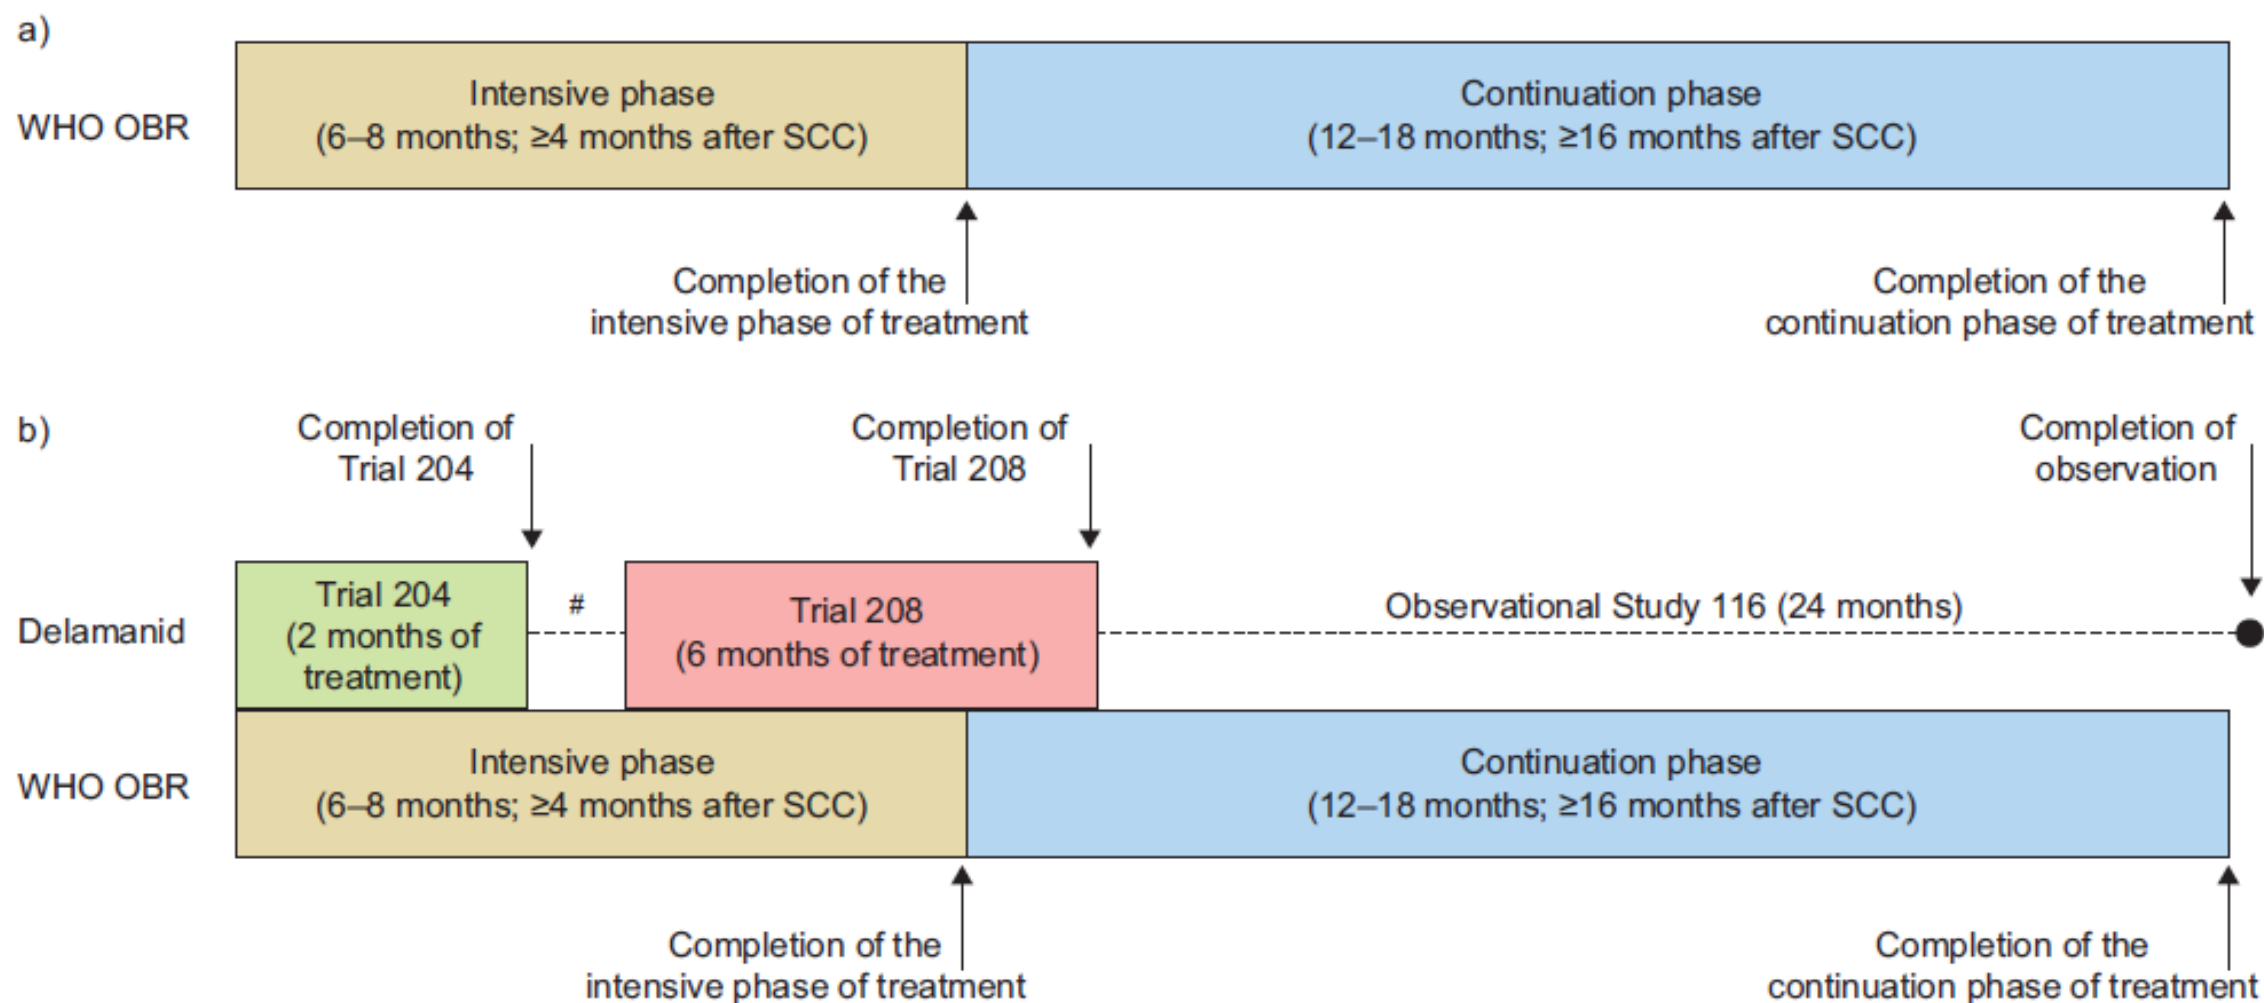 a)
WHO OBR
Intensive phase
(6–8 months; ≥4 months after SCC)
Continuation phase
(12–18 months; ≥16 months after SCC)
Completion of the
intensive phase of treatment
Completion of the
continuation phase of treatment
b)
Completion of
Trial 204
Completion of
Trial 208
Completion of
observation
Delamanid
Trial 204
(2 months of
treatment)
#
Trial 208
(6 months of treatment)
Observational Study 116 (24 months)
WHO OBR
Intensive phase
(6–8 months; ≥4 months after SCC)
Continuation phase
(12–18 months; ≥16 months after SCC)
Completion of the
intensive phase of treatment
Completion of the
continuation phase of treatment